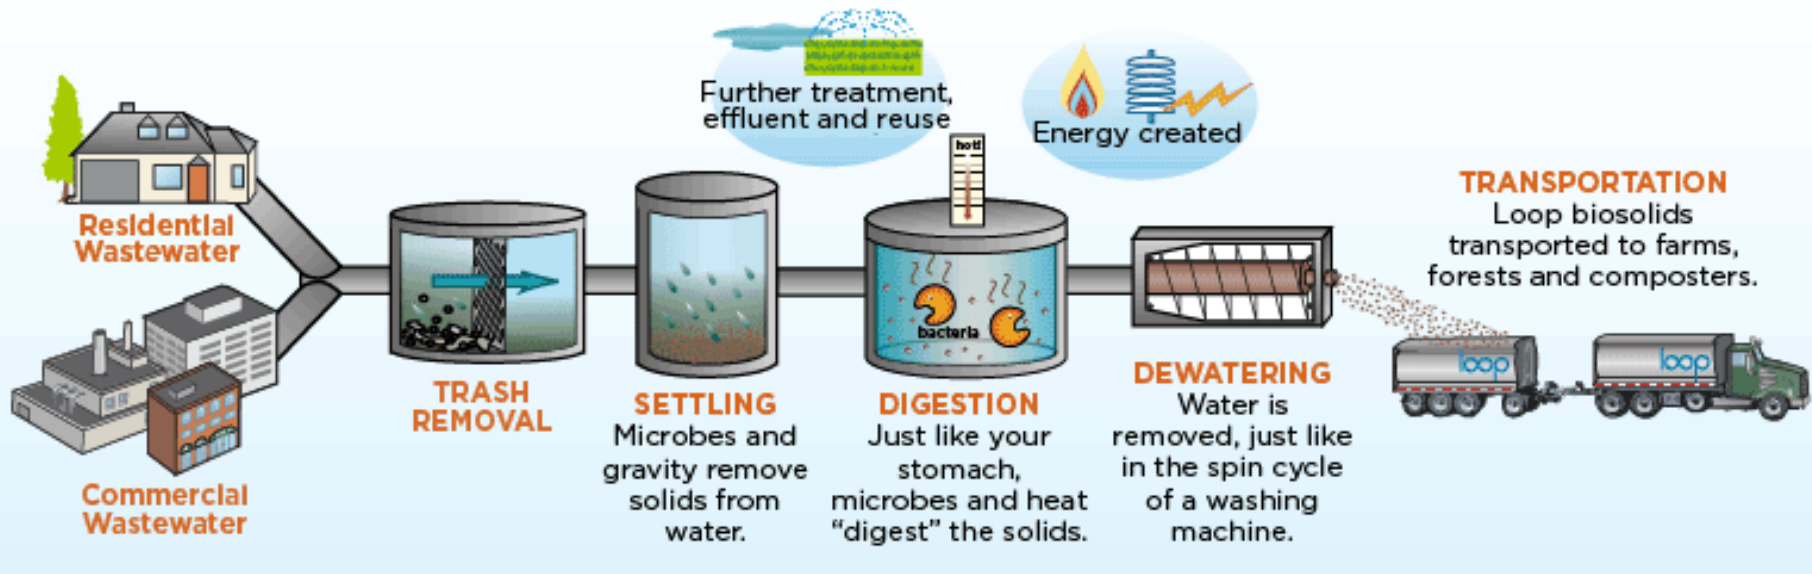 Residential
Wastewater
Commercial
Wastewater
TRASH
REMOVAL
Further treatment,
effluent and reuse
SETTLING
Microbes and
gravity remove
solids from
water.
hot!
bacteria
DIGESTION
Just like your
stomach,
microbes and heat
“digest” the solids.
Energy created
DEWATERING
Water is
removed, just like
in the spin cycle
of a washing
machine.
TRANSPORTATION
Loop biosolids
transported to farms,
forests and composters.
loop
loop